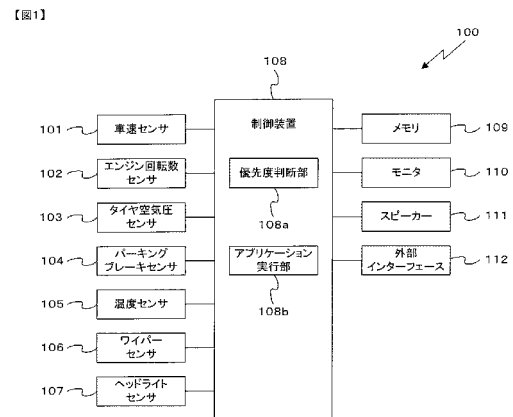 【図1】
100
108
制御装置
101
車速センサ
102
エンジン回転数
センサ
103
タイヤ空気圧
センサ
104
パーキング
ブレーキセンサ
105
温度センサ
106
ワイパー
センサ
107
ヘッドライト
センサ
優先度判断部
108a
アプリケーション
実行部
108b
メモリ
109
モニタ
110
スピーカー
111
外部
インターフェース
112